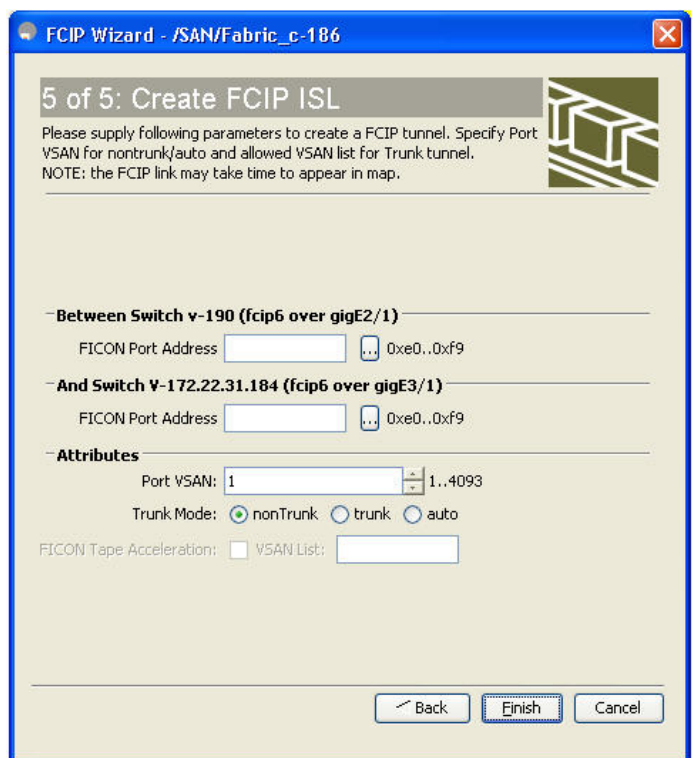 FCIP Wizard - /SAN/Fabric_c-186
5 of 5: Create FCIP ISL
Please supply following parameters to create a FCIP tunnel. Specify Port
VSAN for nontrunk/auto and allowed VSAN list for Trunk tunnel.
NOTE: the FCIP link may take time to appear in map.
Between Switch v-190 (fcip6 over gigE2/1)
FICON Port Address ... 0xe0..0xf9
And Switch V-172.22.31.184 (fcip6 over gigE3/1)
FICON Port Address ... 0xe0..0xf9
Attributes
Port VSAN: 1 1..4093
Trunk Mode: nonTrunk trunk auto
FICON Tape Acceleration: VSAN List:
Back Finish Cancel